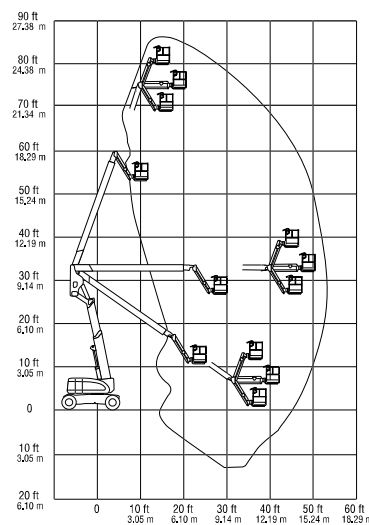 90 ft
27.38 m
80 ft
24.38 m
70 ft
21.34 m
60 ft
18.29 m
50 ft
15.24 m
40 ft
12.19 m
30 ft
9.14 m
20 ft
6.10 m
10 ft
3.05 m
0
10 ft
3.05 m
20 ft
6.10 m
0 10 ft 20 ft 30 ft 40 ft 50 ft 60 ft
3.05 m 6.10 m 9.14 m 12.19 m 15.24 m 18.29 m